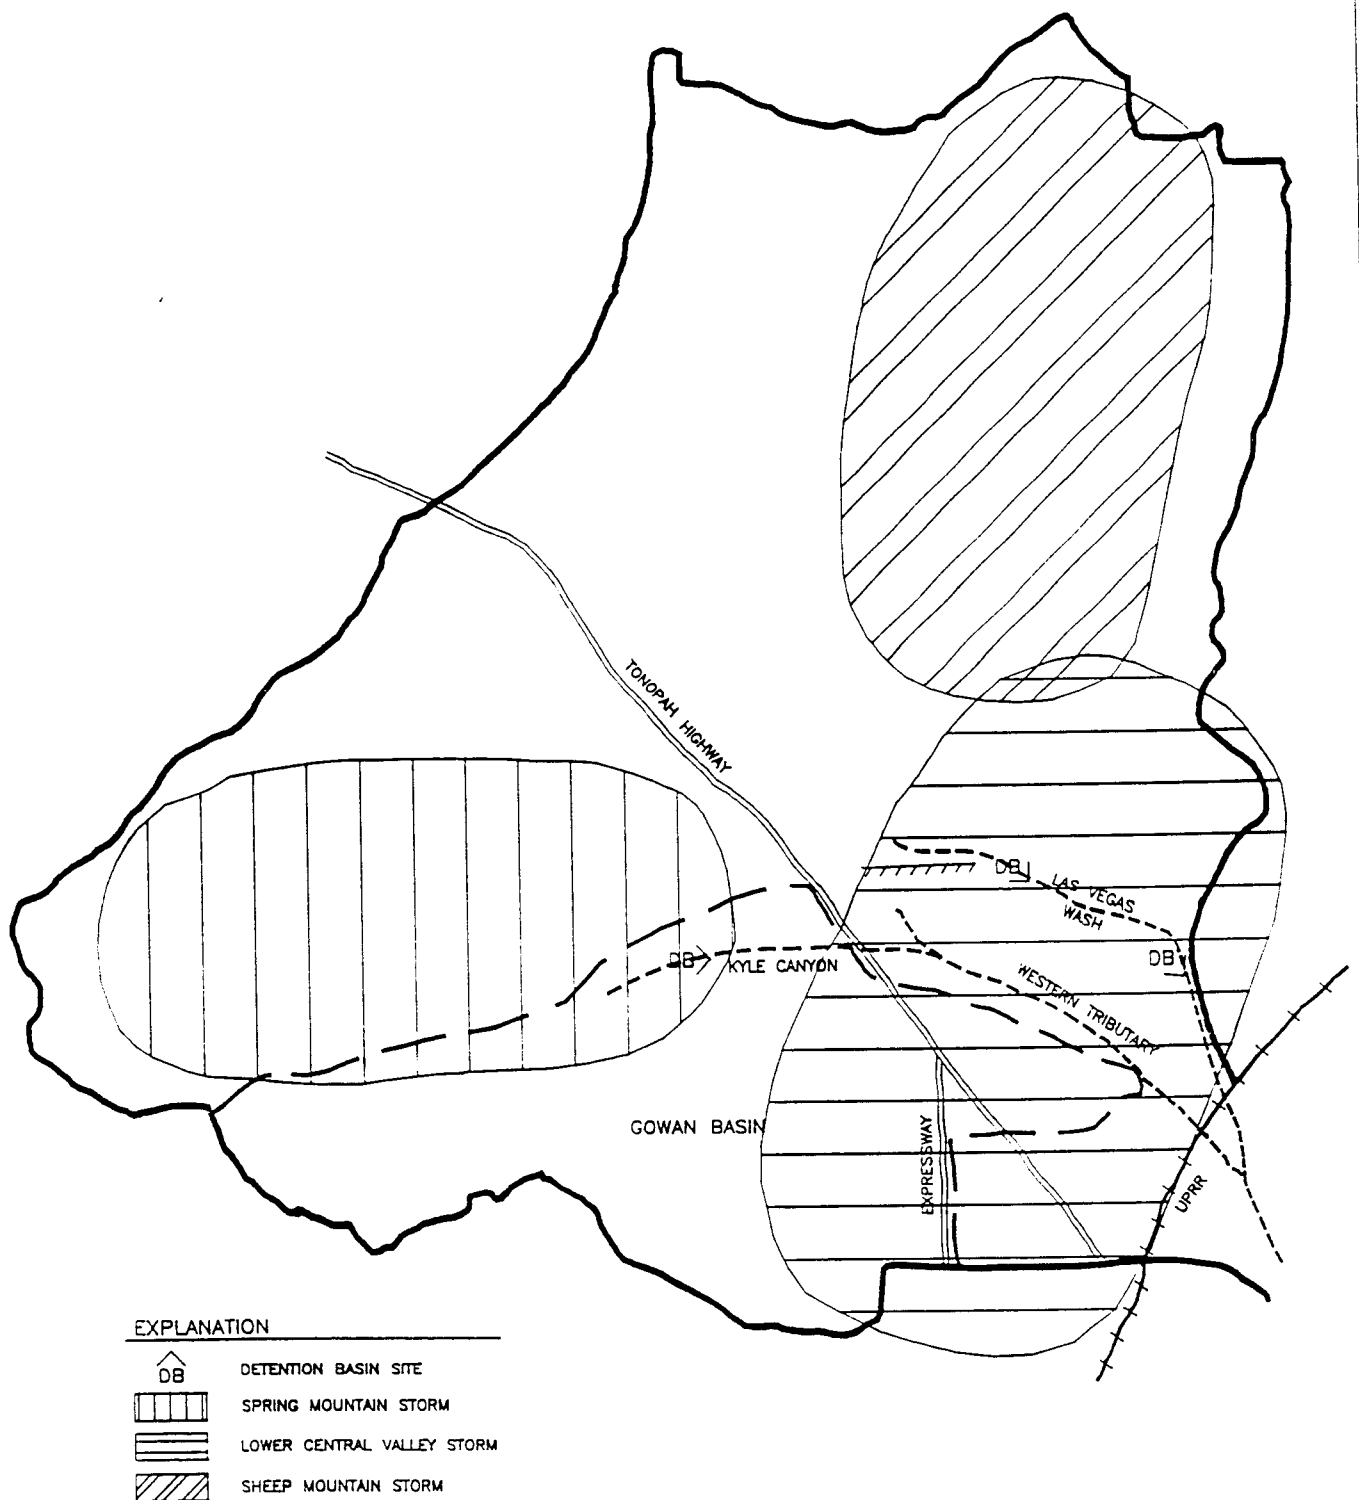 TONOPAH HIGHWAY
DB
LAS VEGAS
WASH
DB
DB
KYLE CANYON
WESTERN TRIBUTARY
GOWAN BASIN
EXPRESSWAY
UPRR
EXPLANATION
DB DETENTION BASIN SITE
SPRING MOUNTAIN STORM
LOWER CENTRAL VALLEY STORM
SHEEP MOUNTAIN STORM